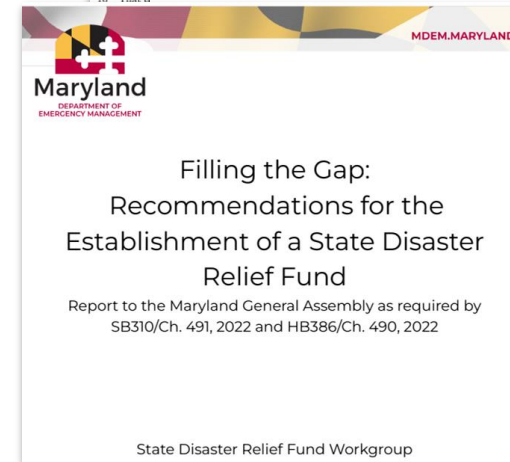 MDEM.MARYLAND
Maryland
DEPARTMENT OF
EMERGENCY MANAGEMENT
Filling the Gap:
Recommendations for the
Establishment of a State Disaster
Relief Fund
Report to the Maryland General Assembly as required by
SB310/Ch. 491, 2022 and HB386/Ch. 490, 2022
State Disaster Relief Fund Workgroup